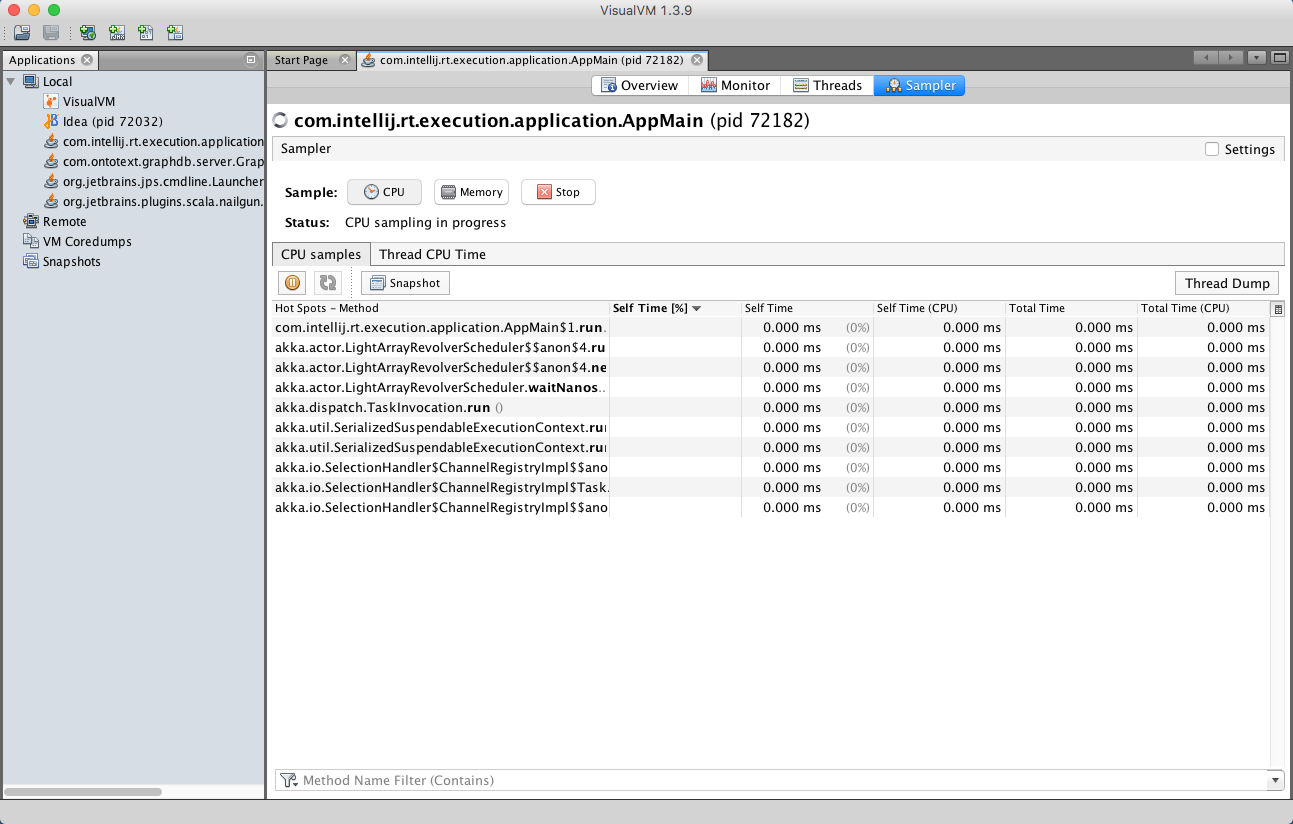 VisualVM 1.3.9
Applications
Start Page
com.intellij.rt.execution.application.AppMain (pid 72182)
Local
VisualVM
Idea (pid 72032)
com.intellij.rt.execution.application
com.ontotext.graphdb.server.Grap
org.jetbrains.jps.cmdline.Launcher
org.jetbrains.plugins.scala.nailgun.
Remote
VM Coredumps
Snapshots
Overview
Monitor
Threads
Sampler
com.intellij.rt.execution.application.AppMain (pid 72182)
Sampler
Settings
Sample: CPU Memory Stop
Status: CPU sampling in progress
CPU samples Thread CPU Time
Snapshot Thread Dump
Hot Spots – Method Self Time [%] Self Time Self Time (CPU) Total Time Total Time (CPU)
com.intellij.rt.execution.application.AppMain$1.run. 0.000 ms (0%) 0.000 ms 0.000 ms 0.000 ms
akka.actor.LightArrayRevolverScheduler$$anon$4.ru 0.000 ms (0%) 0.000 ms 0.000 ms 0.000 ms
akka.actor.LightArrayRevolverScheduler$$anon$4.ne 0.000 ms (0%) 0.000 ms 0.000 ms 0.000 ms
akka.actor.LightArrayRevolverScheduler.waitNanos.. 0.000 ms (0%) 0.000 ms 0.000 ms 0.000 ms
akka.dispatch.TaskInvocation.run () 0.000 ms (0%) 0.000 ms 0.000 ms 0.000 ms
akka.util.SerializedSuspendableExecutionContext.ru 0.000 ms (0%) 0.000 ms 0.000 ms 0.000 ms
akka.util.SerializedSuspendableExecutionContext.ru 0.000 ms (0%) 0.000 ms 0.000 ms 0.000 ms
akka.io.SelectionHandler$ChannelRegistryImpl$$ano 0.000 ms (0%) 0.000 ms 0.000 ms 0.000 ms
akka.io.SelectionHandler$ChannelRegistryImpl$Task. 0.000 ms (0%) 0.000 ms 0.000 ms 0.000 ms
akka.io.SelectionHandler$ChannelRegistryImpl$$ano 0.000 ms (0%) 0.000 ms 0.000 ms 0.000 ms
Method Name Filter (Contains)